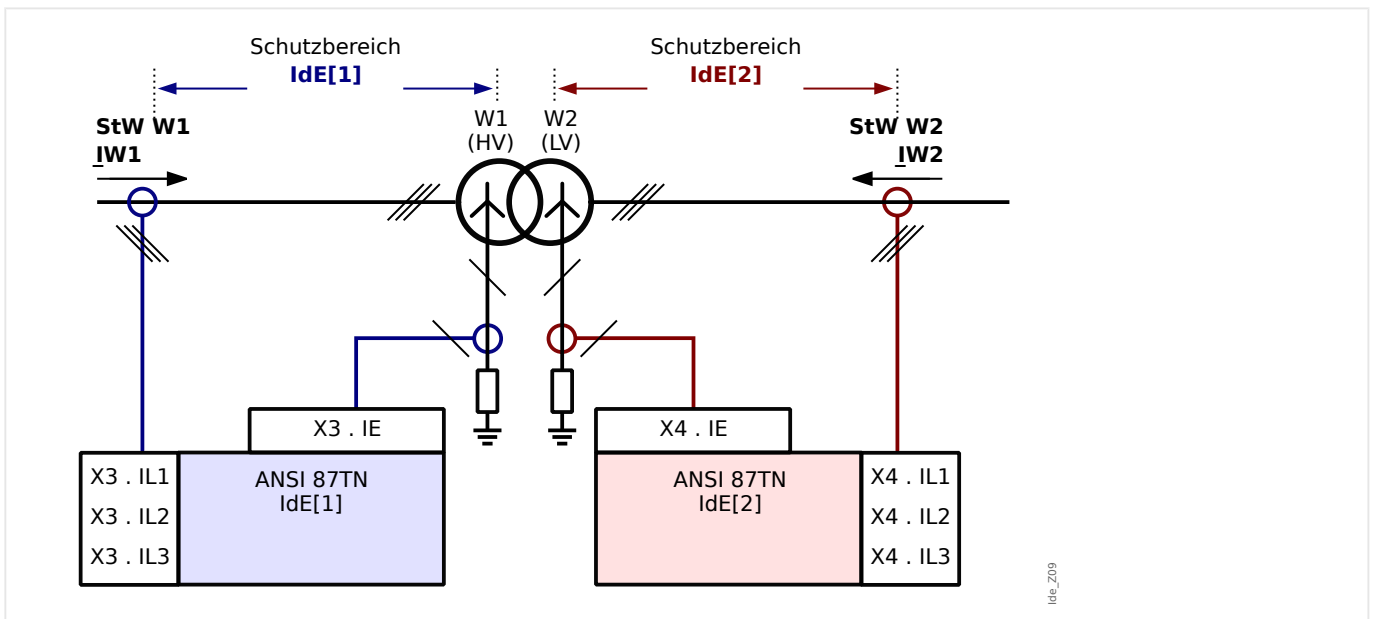 Schutzbereich
IdE[1]
Schutzbereich
IdE[2]
StW W1
IW1
W1
(HV)
W2
(LV)
StW W2
IW2
X3 . IE
X4 . IE
X3 . IL1
X3 . IL2
X3 . IL3
ANSI 87TN
IdE[1]
ANSI 87TN
IdE[2]
X4 . IL1
X4 . IL2
X4 . IL3
Ide_Z09